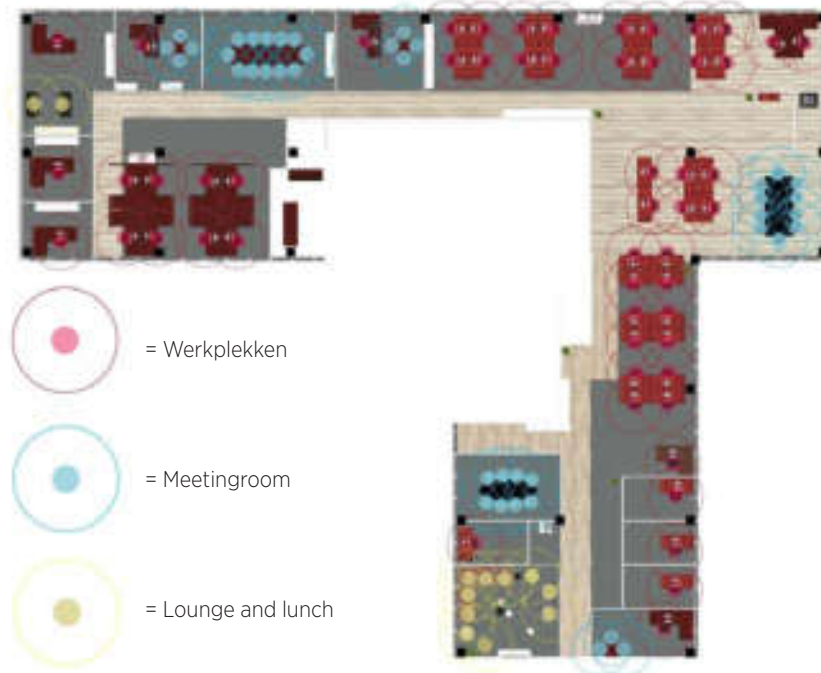 = Werkplekken
= Meetingroom
= Lounge and lunch